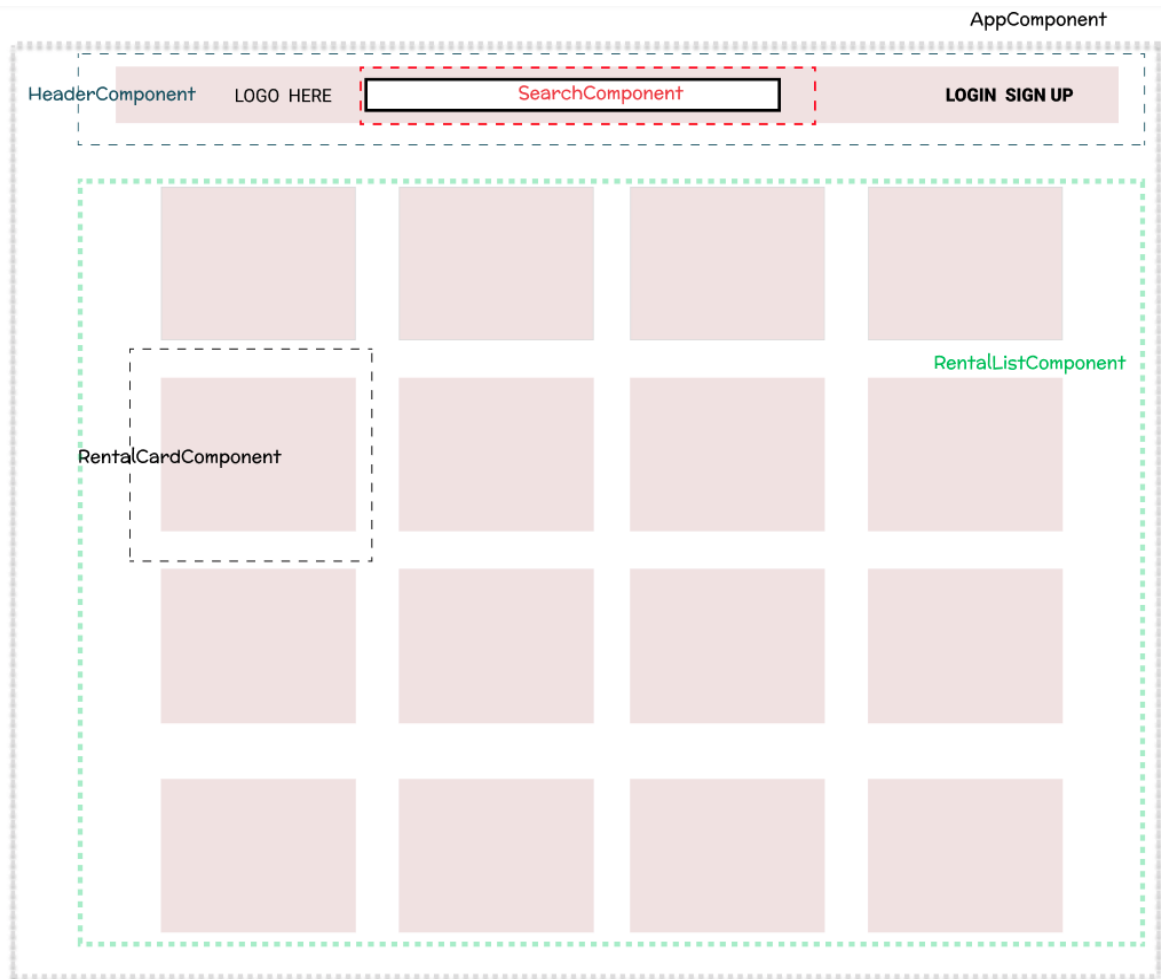 AppComponent
HeaderComponent LOGO HERE SearchComponent LOGIN SIGN UP
RentalListComponent
RentalCardComponent